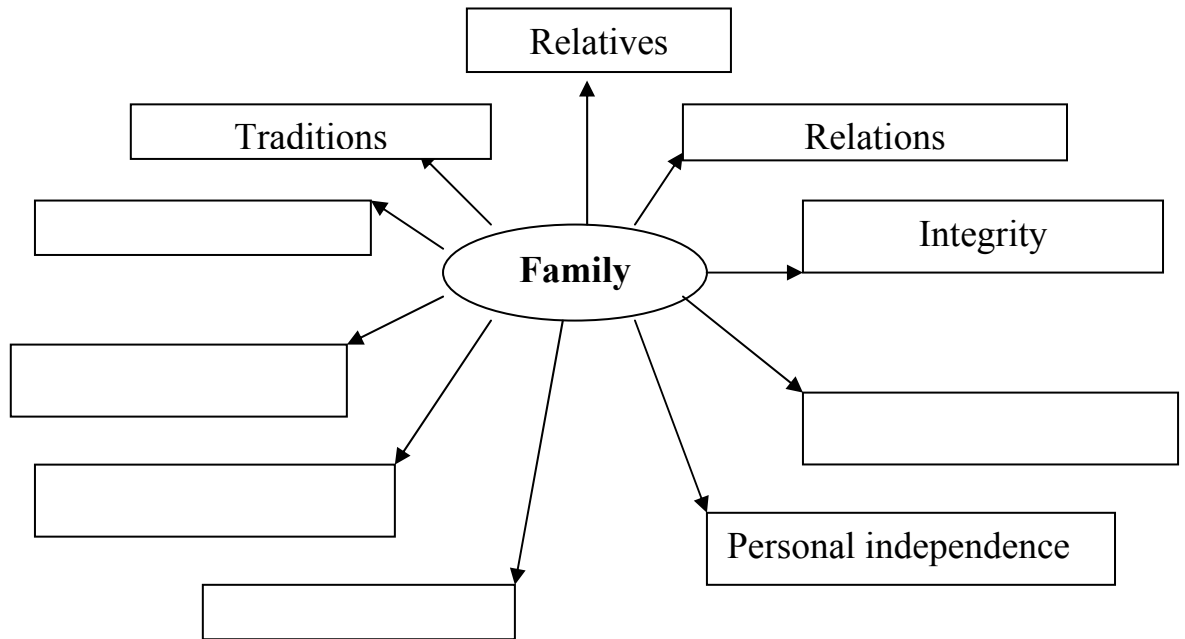 Relatives
Traditions
Relations
Integrity
Family
Personal independence